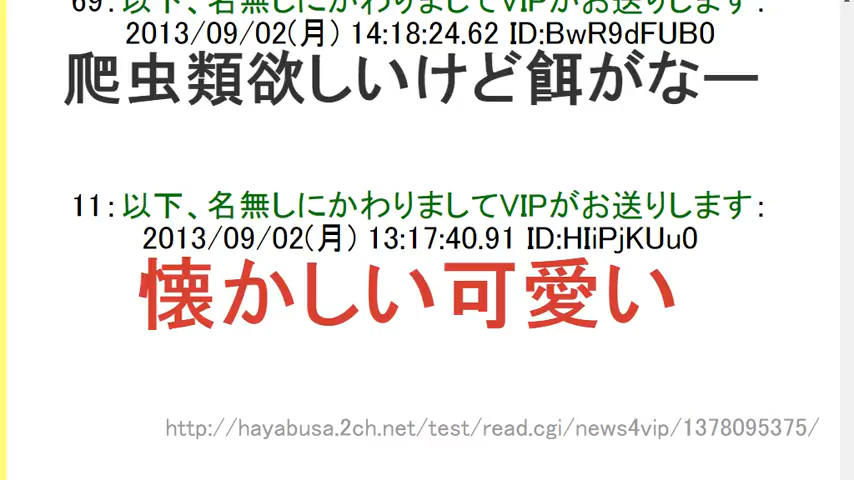 69：以下、名無しにかわりましてVIPがお送りします：
2013/09/02(月) 14:18:24.62 ID:BwR9dFUB0
爬虫類欲しいけど餌がなー
11：以下、名無しにかわりましてVIPがお送りします：
2013/09/02(月) 13:17:40.91 ID:HIiPjKUu0
懐かしい可愛い
http://hayabusa.2ch.net/test/read.cgi/news4vip/1378095375/